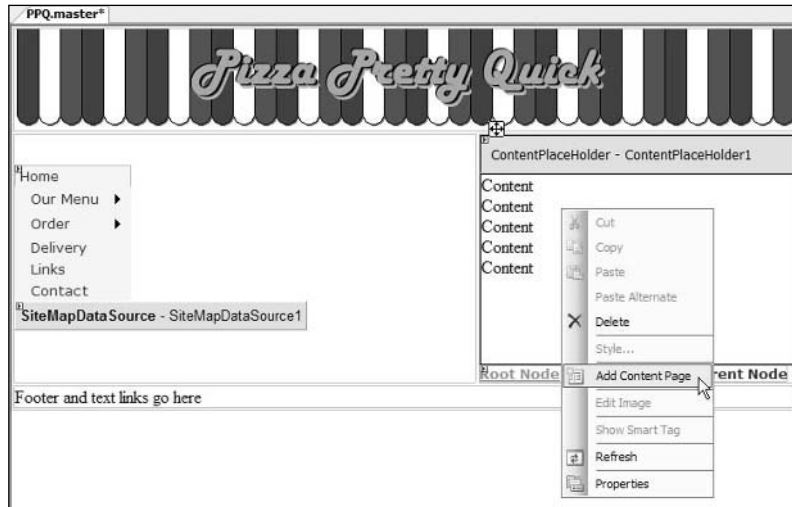 PPQ.master*
Pizza Pretty Quick
ContentPlaceHolder - ContentPlaceHolder1
Home
Our Menu
Order
Delivery
Links
Contact
SiteMapDataSource - SiteMapDataSource1
Content
Content
Content
Content
Content
Root Node
rent Node
Footer and text links go here
Cut
Copy
Paste
Paste Alternate
Delete
Style...
Add Content Page
Edit Image
Show Smart Tag
Refresh
Properties